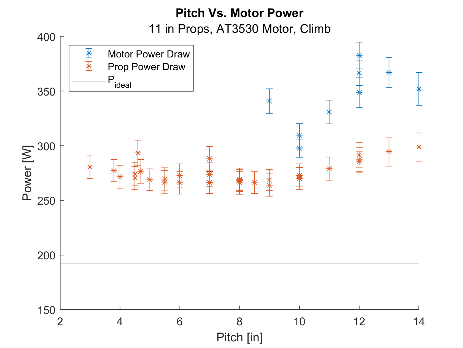 Pitch Vs. Motor Power
11 in Props, AT3530 Motor, Climb
400
350
300
250
200
150
Power [W]
Motor Power Draw
Prop Power Draw
P_ideal
2 4 6 8 10 12 14
Pitch [in]